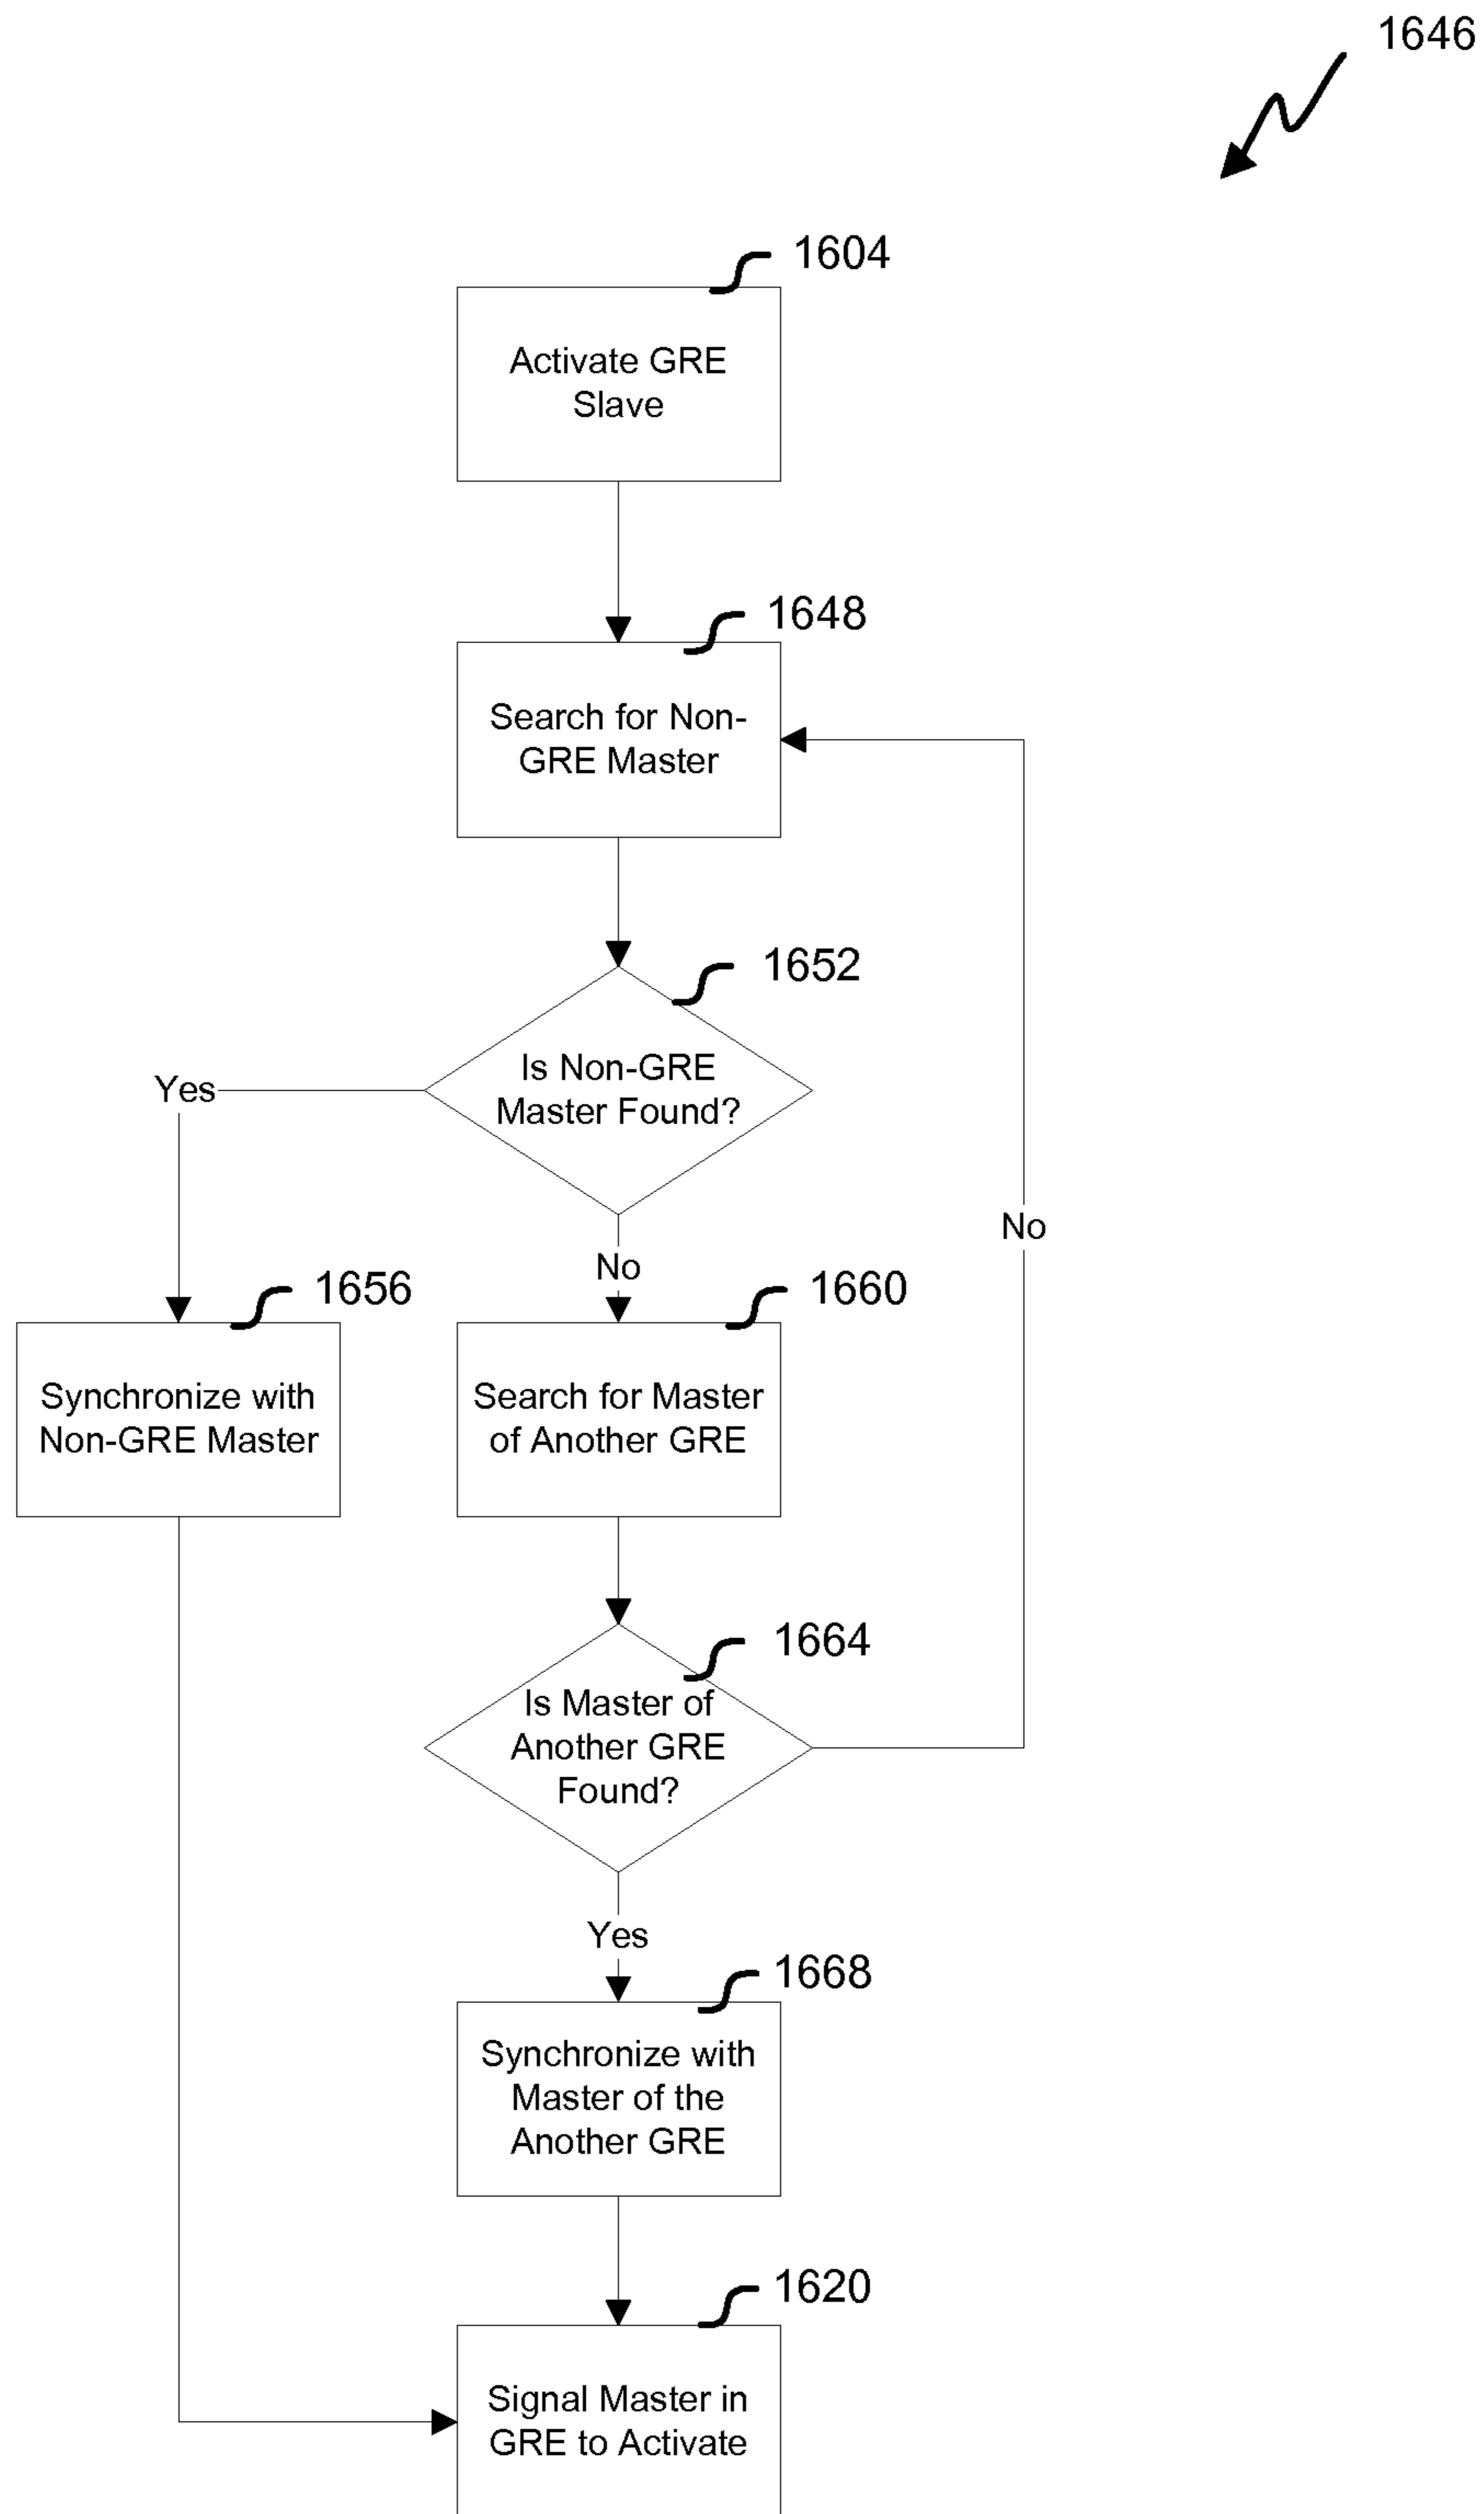 1646
1604
Activate GRE
Slave
1648
Search for Non-
GRE Master
1652
Is Non-GRE
Master Found?
Yes
No
No
1656
Synchronize with
Non-GRE Master
1660
Search for Master
of Another GRE
1664
Is Master of
Another GRE
Found?
Yes
1668
Synchronize with
Master of the
Another GRE
1620
Signal Master in
GRE to Activate